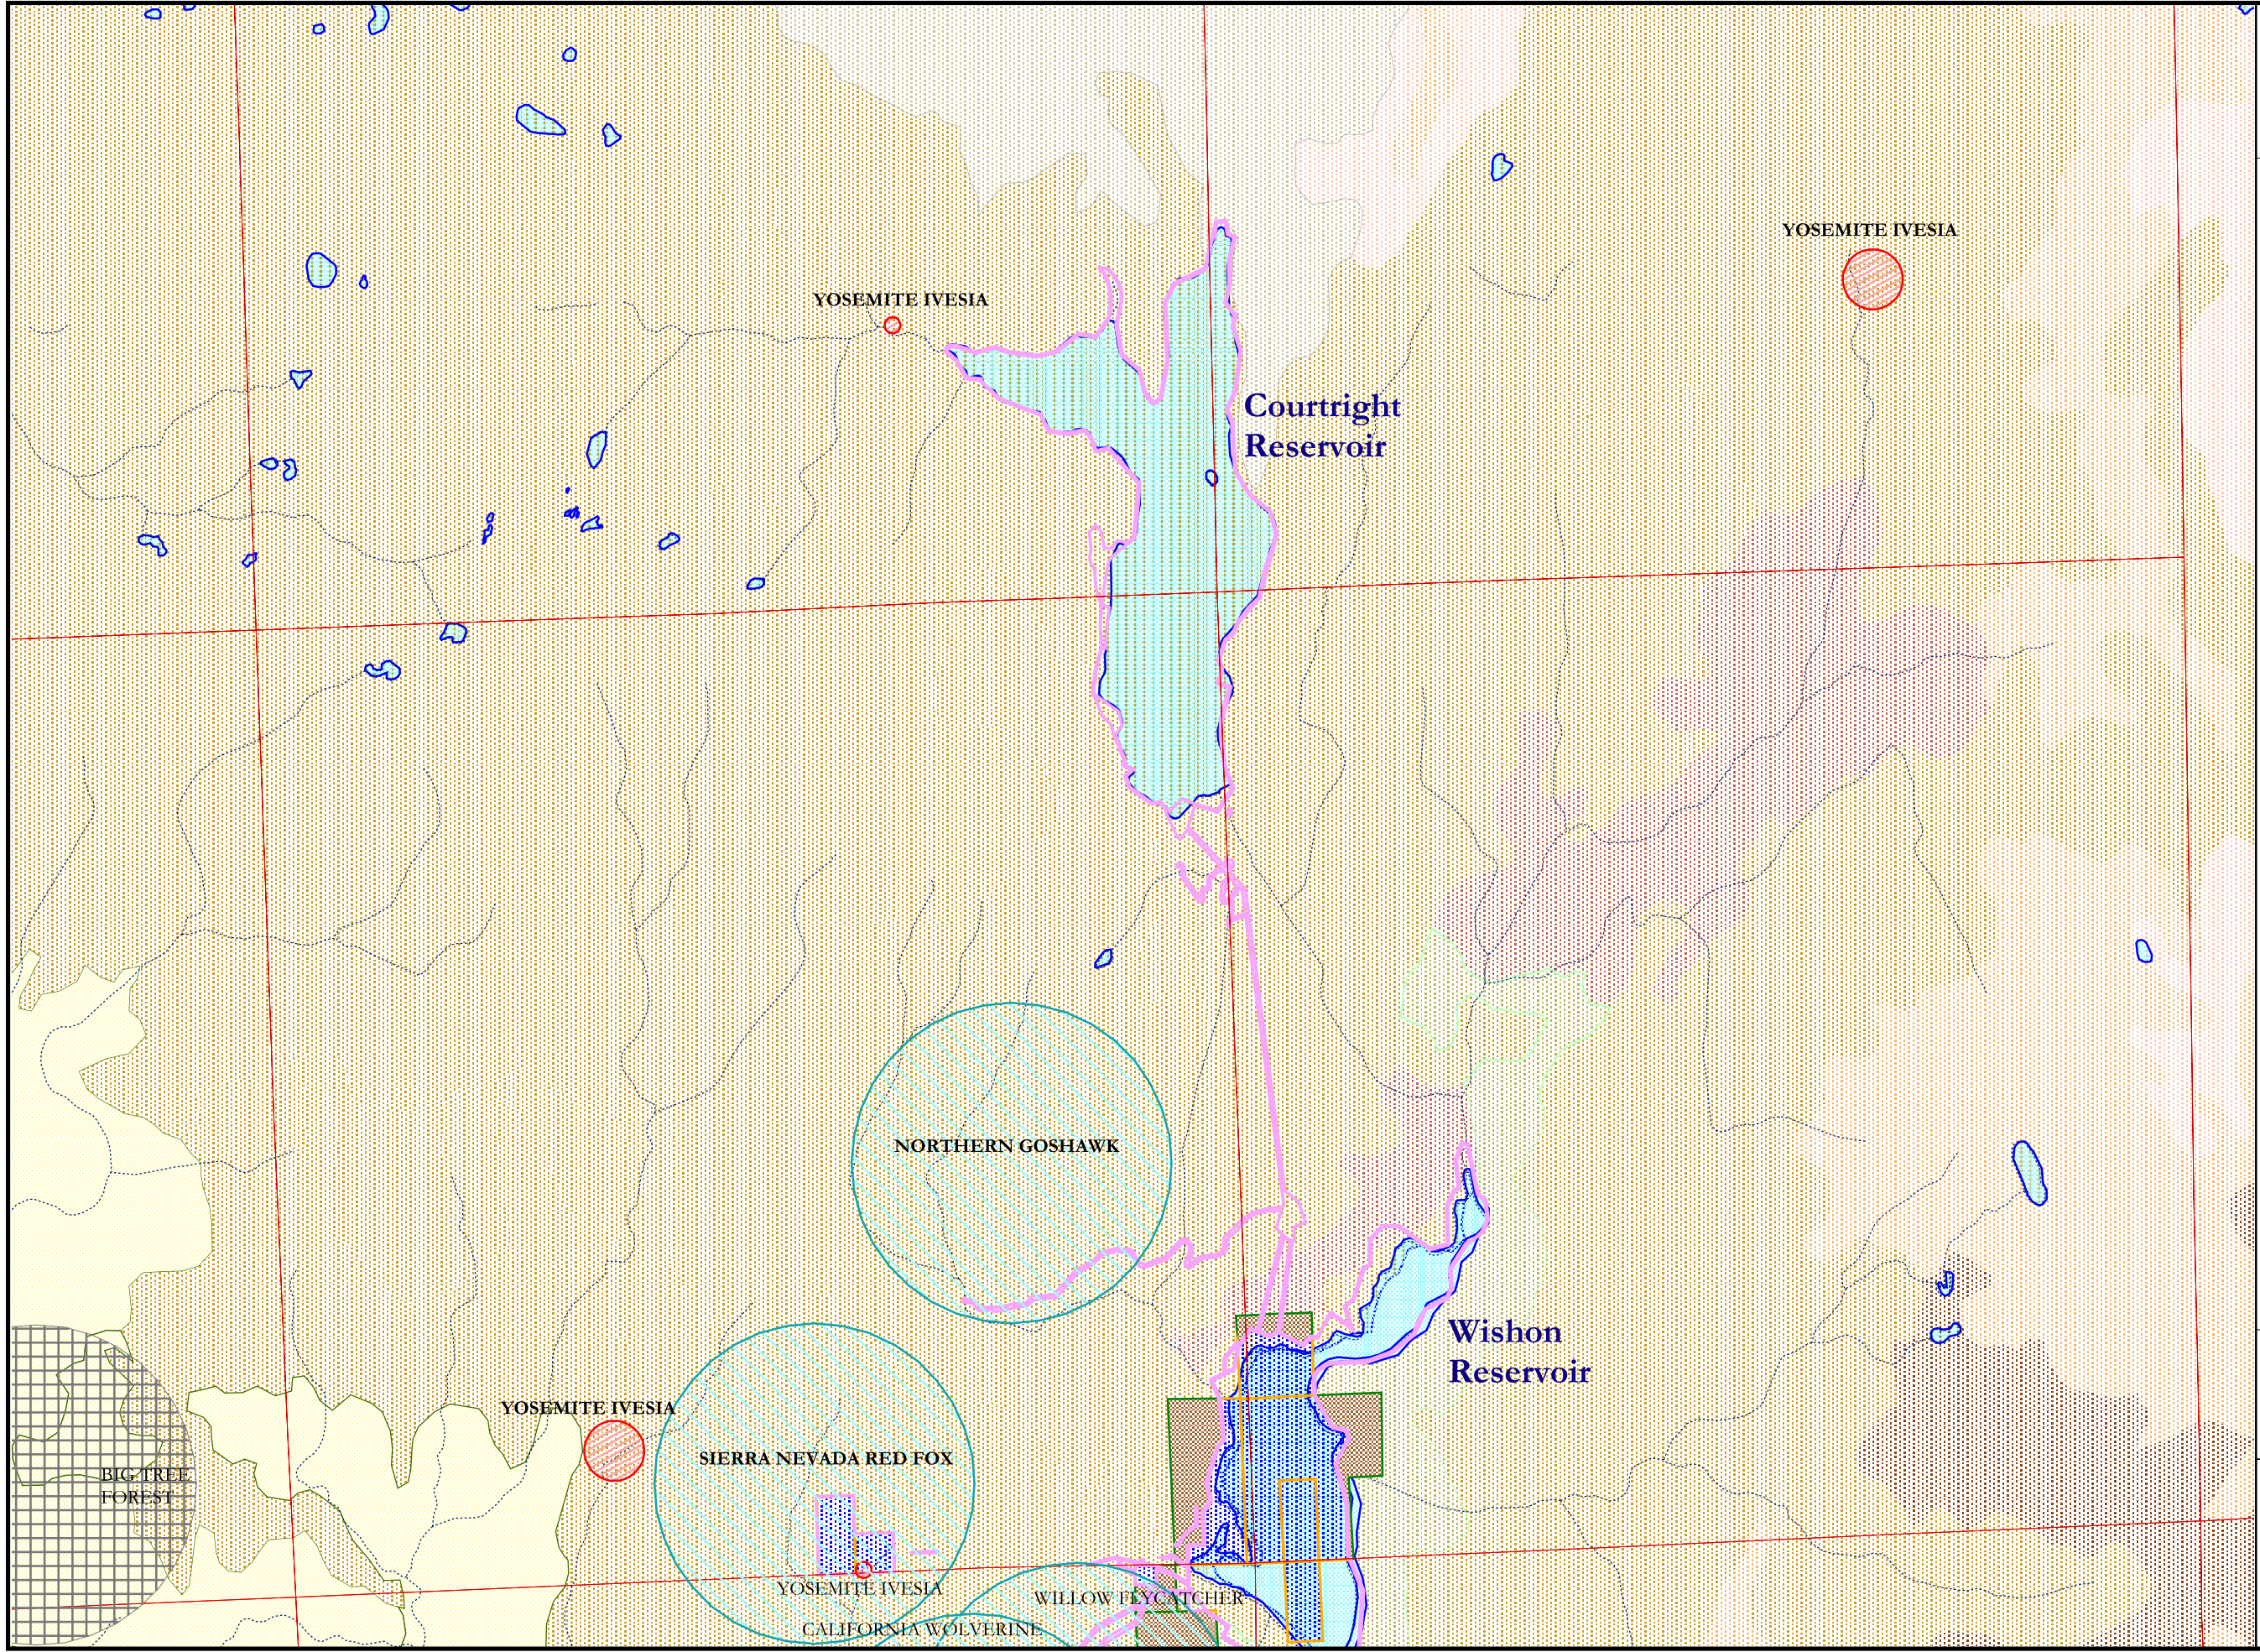 YOSEMITE IVESIA
YOSEMITE IVESIA
Courtright
Reservoir
NORTHERN GOSHAWK
Wishon
Reservoir
YOSEMITE IVESIA
SIERRA NEVADA RED FOX
BIG TREE
FOREST
YOSEMITE IVESIA
WILLOW FLYCATCHER
CALIFORNIA WOLVERINE